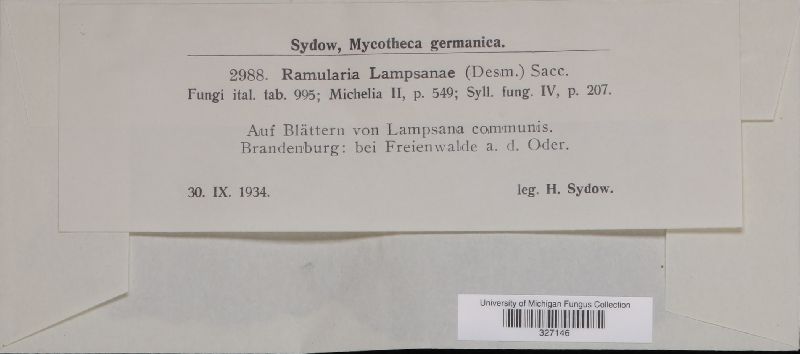 Sydow, Mycotheca germanica.
2988. Ramularia Lampsanae (Desm.) Sacc.
Fungi ital. tab. 995; Michelia II, p. 549; Syll. fung. IV, p. 207.
Auf Blättern von Lampsana communis.
Brandenburg: bei Freienwalde a. d. Oder.
30. IX. 1934. leg. H. Sydow.
University of Michigan Fungus Collection
327146